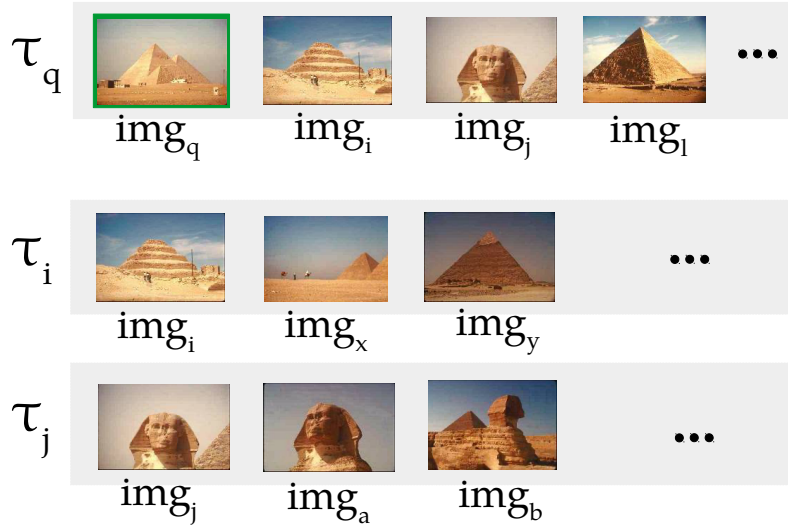 τq •••
imgq imgi imgj imgl
τi •••
imgi imgx imgy
τj •••
imgj imga imgb